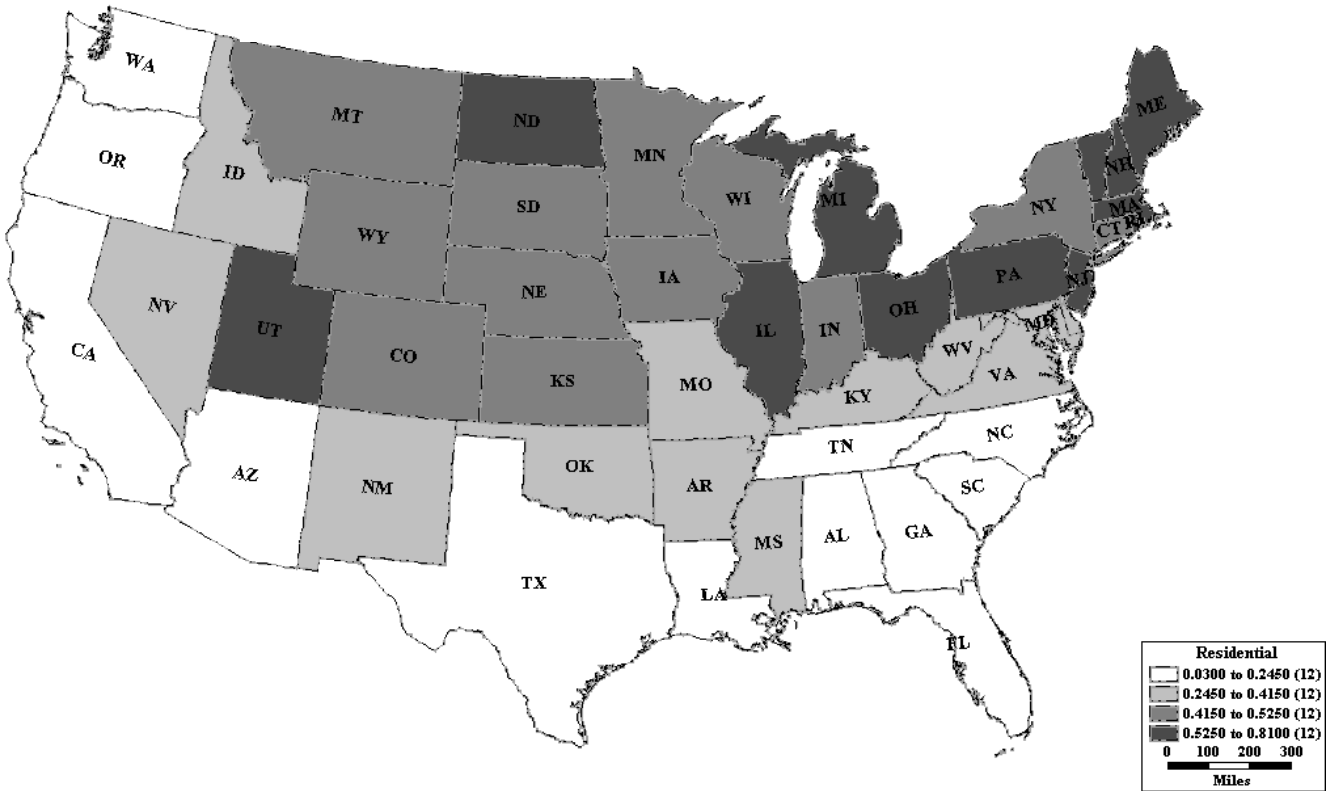 WA
MT
ND
ME
OR
ID
MN
NH
SD
WI
MI
NY
MA
WY
CT RI
IA
PA
NE
NJ
NV
UT
IL
IN
OH
MD
CO
WV
CA
KS
MO
VA
KY
NC
TN
AZ
OK
NM
AR
SC
MS
AL
GA
TX
LA
FL
Residential
0.0300 to 0.2450 (12)
0.2450 to 0.4150 (12)
0.4150 to 0.5250 (12)
0.5250 to 0.8100 (12)
0 100 200 300
Miles